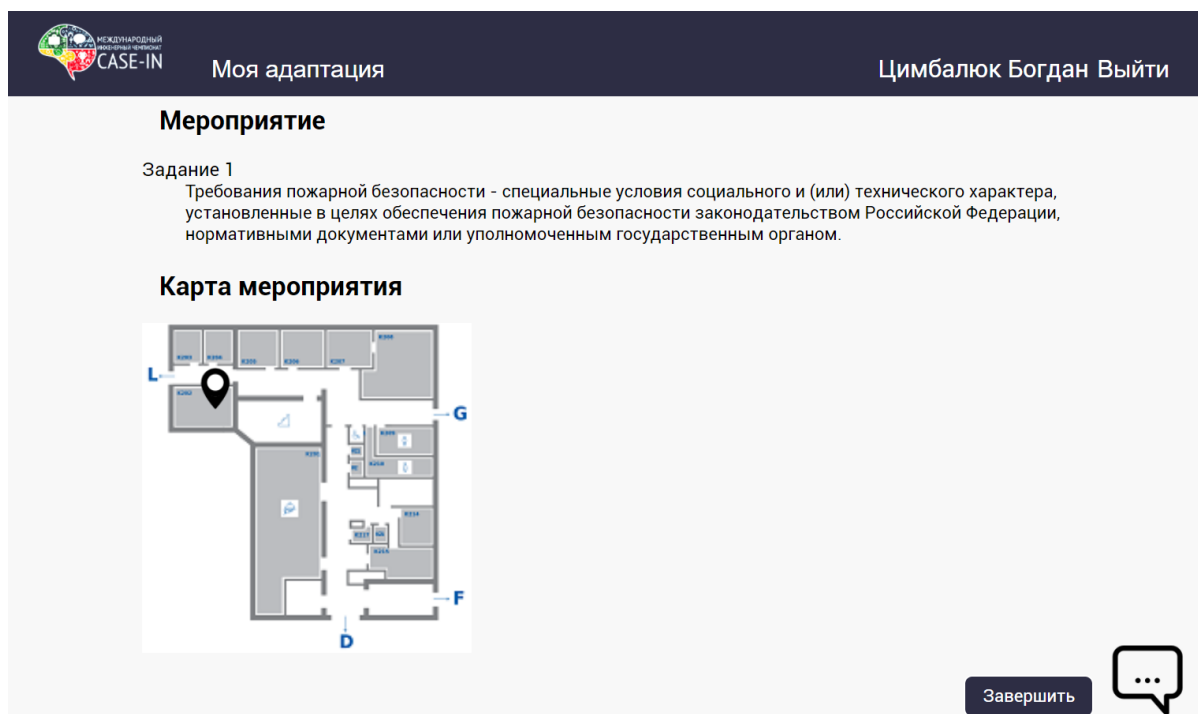 МЕЖДУНАРОДНЫЙ
ИНЖЕНЕРНЫЙ ЧЕМПИОНАТ
CASE-IN
Моя адаптация
Цимбалюк Богдан Выйти
Мероприятие
Задание 1
Требования пожарной безопасности - специальные условия социального и (или) технического характера,
установленные в целях обеспечения пожарной безопасности законодательством Российской Федерации,
нормативными документами или уполномоченным государственным органом.
Карта мероприятия
L
G
F
D
Завершить